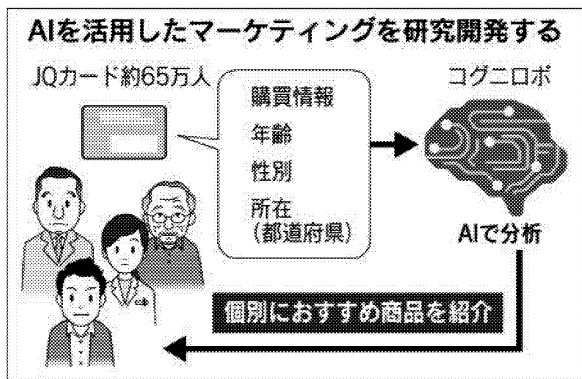 AIを活用したマーケティングを研究開発する
JQカード約65万人
購買情報
年齢
性別
所在
(都道府県)
コグニロボ
AIで分析
個別におすすめ商品を紹介